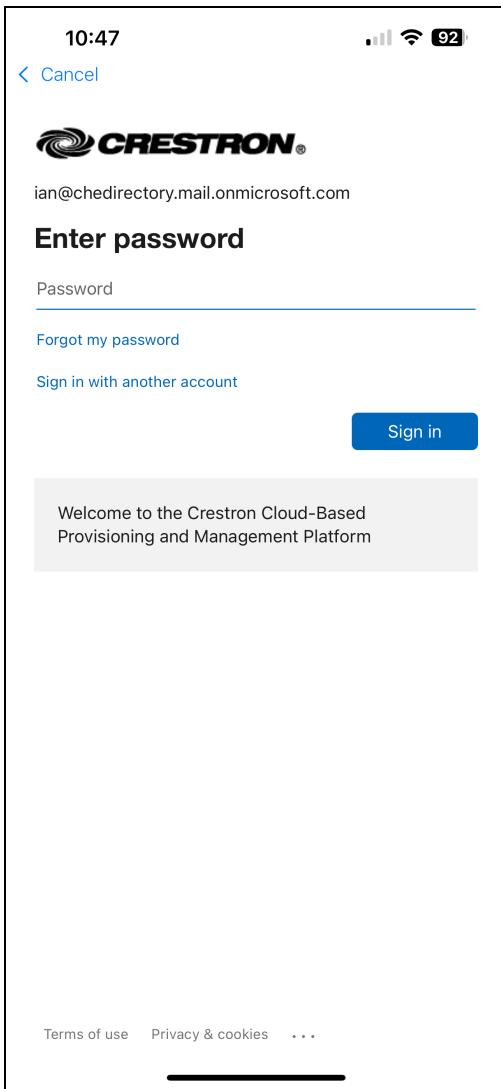 10:47
92
Cancel
CRESTRON®
ian@chedirectory.mail.onmicrosoft.com
Enter password
Password
Forgot my password
Sign in with another account
Sign in
Welcome to the Crestron Cloud-Based
Provisioning and Management Platform
Terms of use Privacy & cookies ...